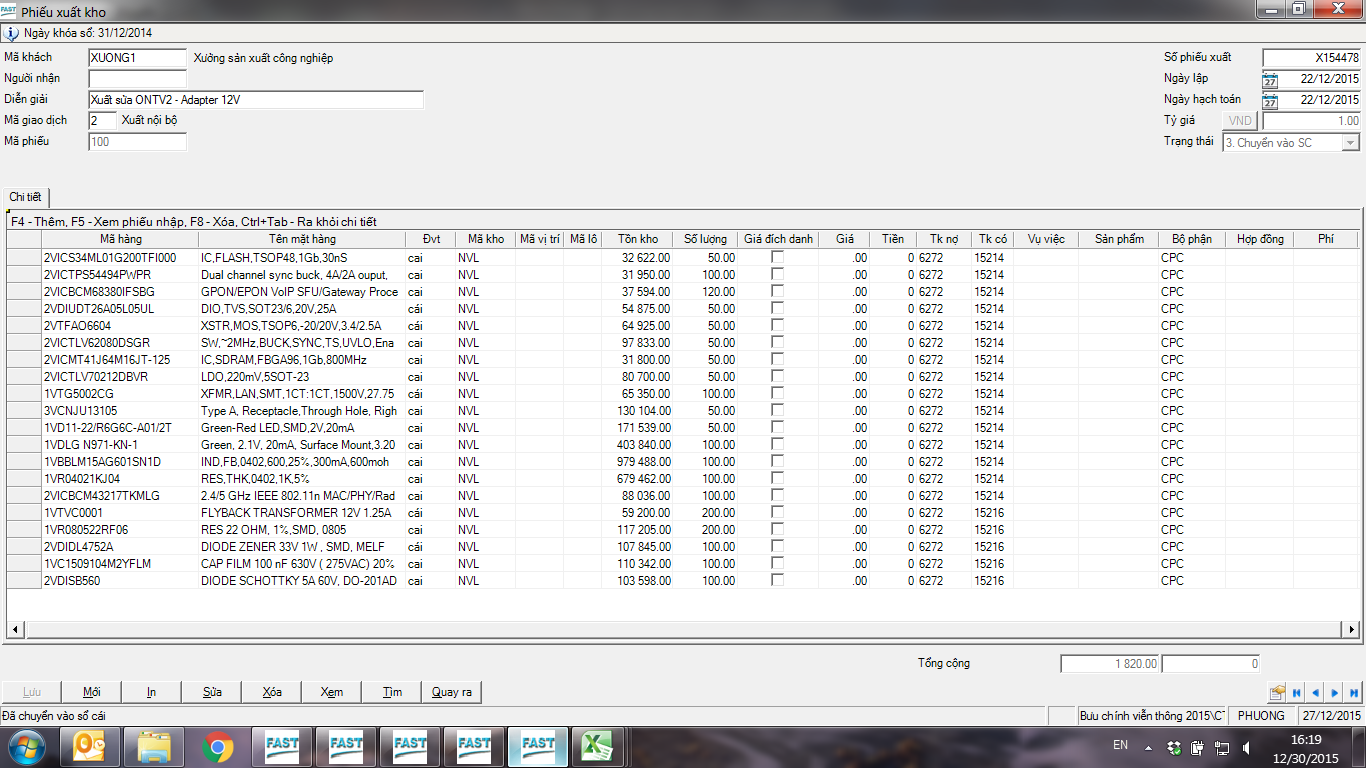 FAST Phiếu xuất kho
Ngày khóa sổ: 31/12/2014
Mã khách XUONG1 Xưởng sản xuất công nghiệp Số phiếu xuất X154478
Người nhận Ngày lập 27 22/12/2015
Diễn giải Xuất sửa ONTV2 - Adapter 12V Ngày hạch toán 27 22/12/2015
Mã giao dịch 2 Xuất nội bộ Tỷ giá VND 1.00
Mã phiếu 100 Trạng thái 3. Chuyển vào SC
Chi tiết
F4 - Thêm, F5 - Xem phiếu nhập, F8 - Xóa, Ctrl+Tab - Ra khỏi chi tiết
Mã hàng Tên mặt hàng Đvt Mã kho Mã vị trí Mã lô Tồn kho Số lượng Giá đích danh Giá Tiền Tk nợ Tk có Vụ việc Sản phẩm Bộ phận Hợp đồng Phí
2VICS34ML01G200TFI000 IC,FLASH,TSOP48,1Gb,30nS cai NVL 32 622.00 50.00 .00 0 6272 15214 CPC
2VICTPS54494PWPR Dual channel sync buck, 4A/2A ouput, cai NVL 31 950.00 100.00 .00 0 6272 15214 CPC
2VICBCM68380IFSBG GPON/EPON VoIP SFU/Gateway Proce cai NVL 37 594.00 120.00 .00 0 6272 15214 CPC
2VDIUDT26A05L05UL DIO,TVS,SOT23/6,20V,25A cái NVL 54 875.00 50.00 .00 0 6272 15214 CPC
2VTFAO6604 XSTR,MOS,TSOP6,-20/20V,3.4/2.5A cái NVL 64 925.00 50.00 .00 0 6272 15214 CPC
2VICTLV62080DSGR SW,~2MHz,BUCK,SYNC,TS,UVLO,Ena cai NVL 97 833.00 50.00 .00 0 6272 15214 CPC
2VICMT41J64M16JT-125 IC,SDRAM,FBGA96,1Gb,800MHz cai NVL 31 800.00 50.00 .00 0 6272 15214 CPC
2VICTLV70212DBVR LDO,220mV,5SOT-23 cai NVL 80 700.00 50.00 .00 0 6272 15214 CPC
1VTG5002CG XFMR,LAN,SMT,1CT:1CT,1500V,27.75 cái NVL 65 350.00 100.00 .00 0 6272 15214 CPC
3VCNJU13105 Type A, Receptacle,Through Hole, Righ cai NVL 130 104.00 50.00 .00 0 6272 15214 CPC
1VD11-22/R6G6C-A01/2T Green-Red LED,SMD,2V,20mA cai NVL 171 539.00 50.00 .00 0 6272 15214 CPC
1VDLG N971-KN-1 Green, 2.1V, 20mA, Surface Mount,3.20 cai NVL 403 840.00 100.00 .00 0 6272 15214 CPC
1VBBLM15AG601SN1D IND,FB,0402,600,25%,300mA,600moh cai NVL 979 488.00 100.00 .00 0 6272 15214 CPC
1VR04021KJ04 RES,THK,0402,1K,5% cai NVL 679 462.00 100.00 .00 0 6272 15214 CPC
2VICBCM43217TKMLG 2.4/5 GHz IEEE 802.11n MAC/PHY/Rad cai NVL 88 036.00 100.00 .00 0 6272 15214 CPC
1VTVC0001 FLYBACK TRANSFORMER 12V 1.25A cái NVL 59 200.00 200.00 .00 0 6272 15216 CPC
1VR080522RF06 RES 22 OHM, 1%,SMD, 0805 cai NVL 117 205.00 200.00 .00 0 6272 15216 CPC
2VDIDL4752A DIODE ZENER 33V 1W , SMD, MELF cái NVL 107 845.00 100.00 .00 0 6272 15216 CPC
1VC1509104M2YFLM CAP FILM 100 nF 630V ( 275VAC) 20% cai NVL 110 342.00 100.00 .00 0 6272 15216 CPC
2VDISB560 DIODE SCHOTTKY 5A 60V, DO-201AD cai NVL 103 598.00 100.00 .00 0 6272 15216 CPC
Tổng cộng 1 820.00 0
Lưu Mới In Sửa Xóa Xem Tìm Quay ra
Đã chuyển vào sổ cái Bưu chính viễn thông 2015\C PHUONG 27/12/2015
FAST FAST FAST FAST FAST EN 16:19
12/30/2015